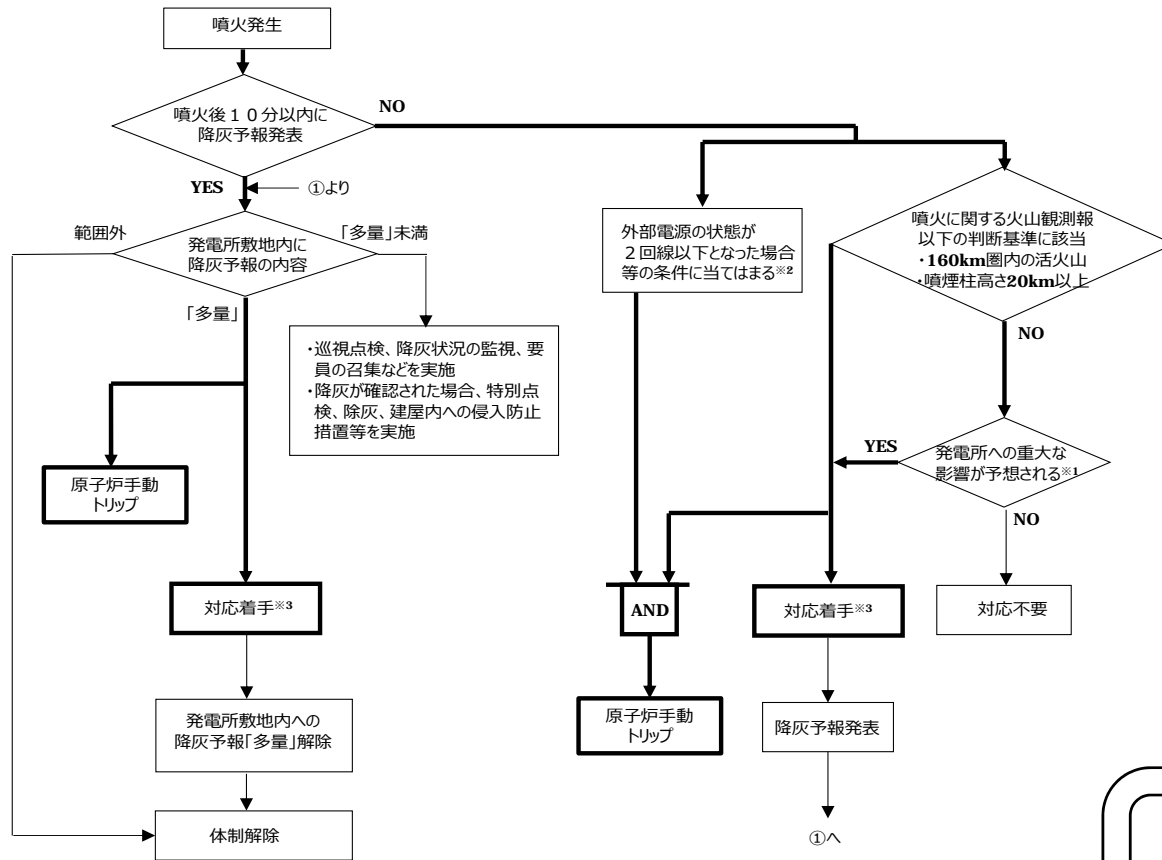 噴火発生
噴火後１０分以内に
降灰予報発表
NO
YES
①より
発電所敷地内に
降灰予報の内容
範囲外
「多量」未満
「多量」
・巡視点検、降灰状況の監視、要
員の召集などを実施
・降灰が確認された場合、特別点
検、除灰、建屋内への侵入防止
措置等を実施
原子炉手動
トリップ
対応着手※3
発電所敷地内への
降灰予報「多量」解除
体制解除
外部電源の状態が
２回線以下となった場合
等の条件に当てはまる※2
噴火に関する火山観測報
以下の判断基準に該当
・160km圏内の活火山
・噴煙柱高さ20km以上
NO
YES
発電所への重大な
影響が予想される※1
NO
AND
対応着手※3
対応不要
原子炉手動
トリップ
降灰予報発表
①へ